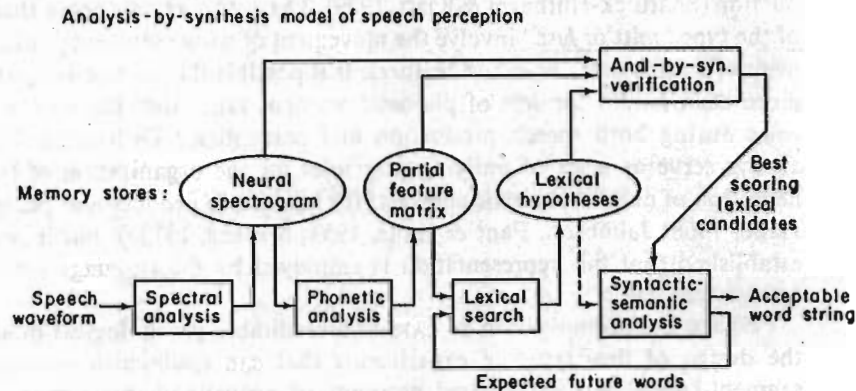 Analysis-by-synthesis model of speech perception
Anal.-by-syn.
verification
Memory stores:
Neural
spectrogram
Partial
feature
matrix
Lexical
hypotheses
Best
scoring
lexical
candidates
Speech
waveform
Spectral
analysis
Phonetic
analysis
Lexical
search
Syntactic-
semantic
analysis
Acceptable
word string
Expected future words